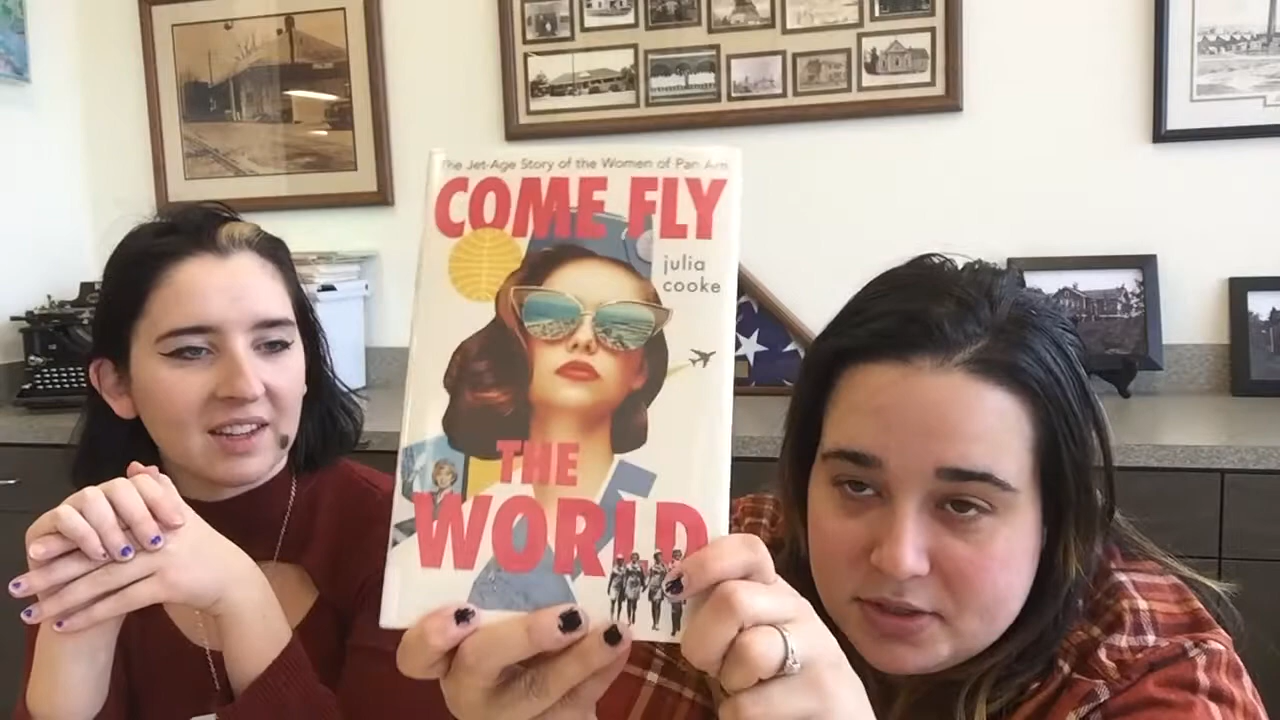 The Jet-Age Story of the Women of Pan Am
COME FLY
julia
cooke
THE
WORLD